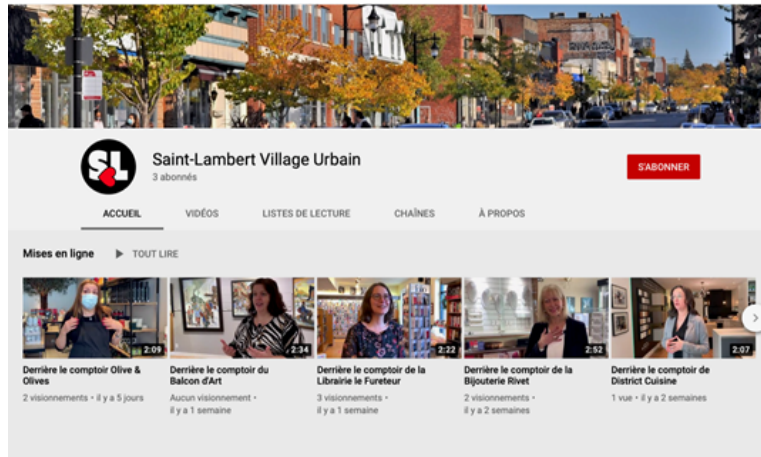 SL
Saint-Lambert Village Urbain
3 abonnés
S'ABONNER
ACCUEIL VIDÉOS LISTES DE LECTURE CHAÎNES À PROPOS
Mises en ligne TOUT LIRE
2:09 2:34 2:22 2:52 2:07
Derrière le comptoir Olive &
Olives
2 visionnements • il y a 5 jours
Derrière le comptoir du
Balcon d'Art
Aucun visionnement •
il y a 1 semaine
Derrière le comptoir de la
Librairie le Fureteur
3 visionnements •
il y a 1 semaine
Derrière le comptoir de la
Bijouterie Rivet
2 visionnements •
il y a 2 semaines
Derrière le comptoir de
District Cuisine
1 vue • il y a 2 semaines